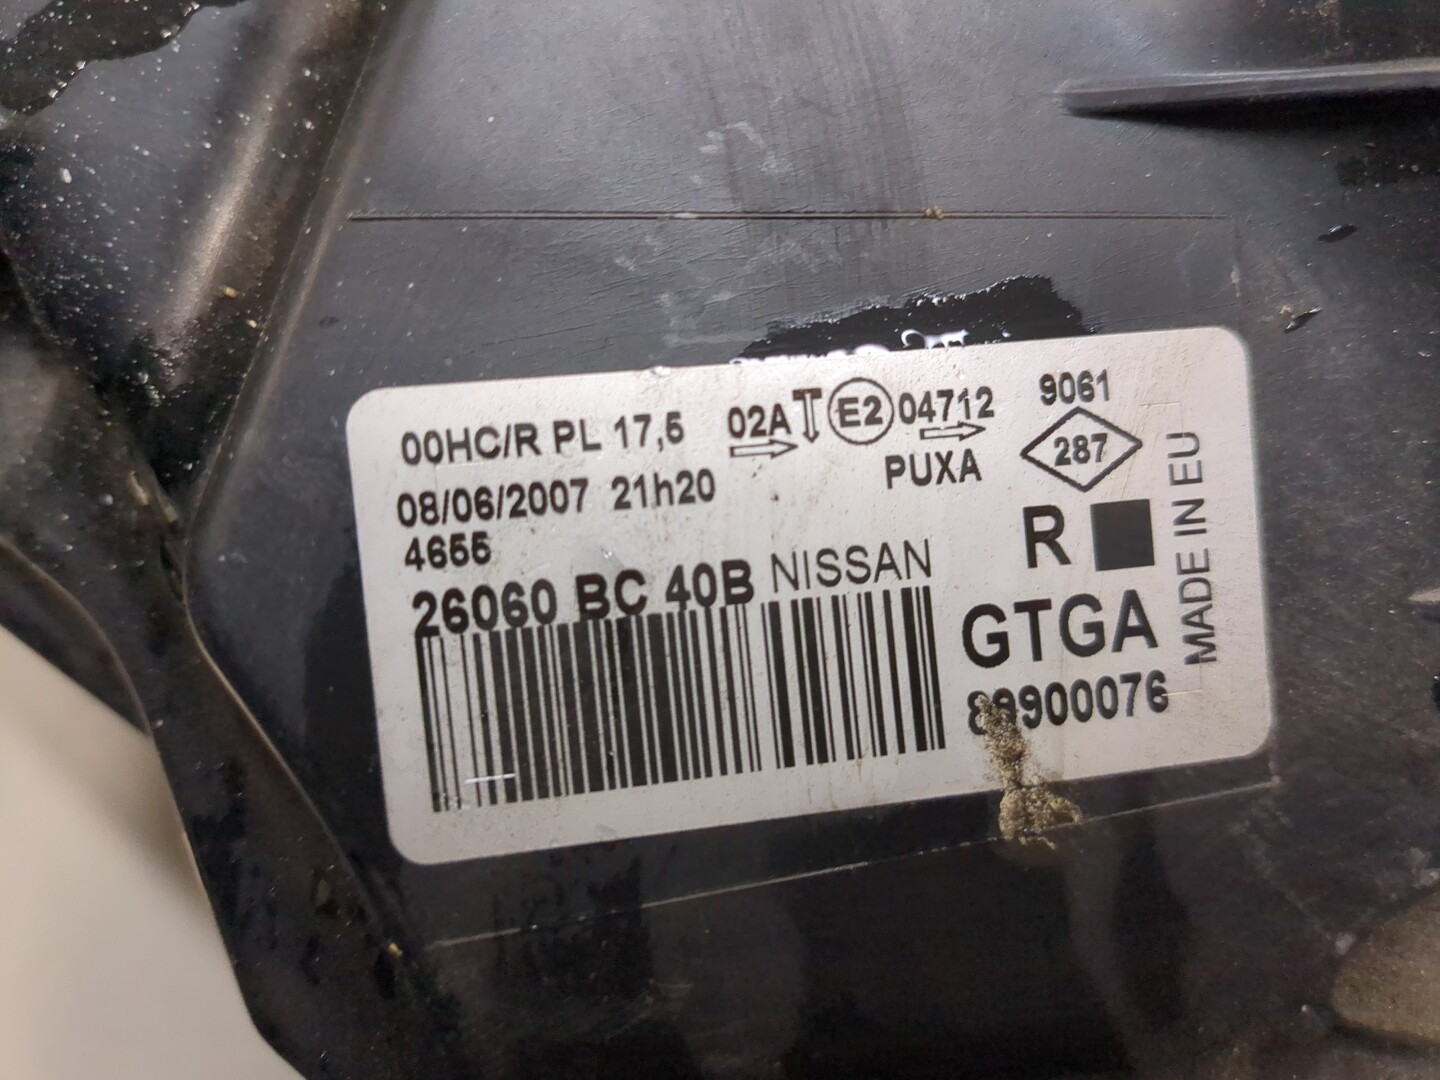 00HC/R PL 17,5 02A E2 04712 9061
PUXA 287
08/06/2007 21h20
4655
26060 BC 40B NISSAN
R
GTGA
89900076
MADE IN EU